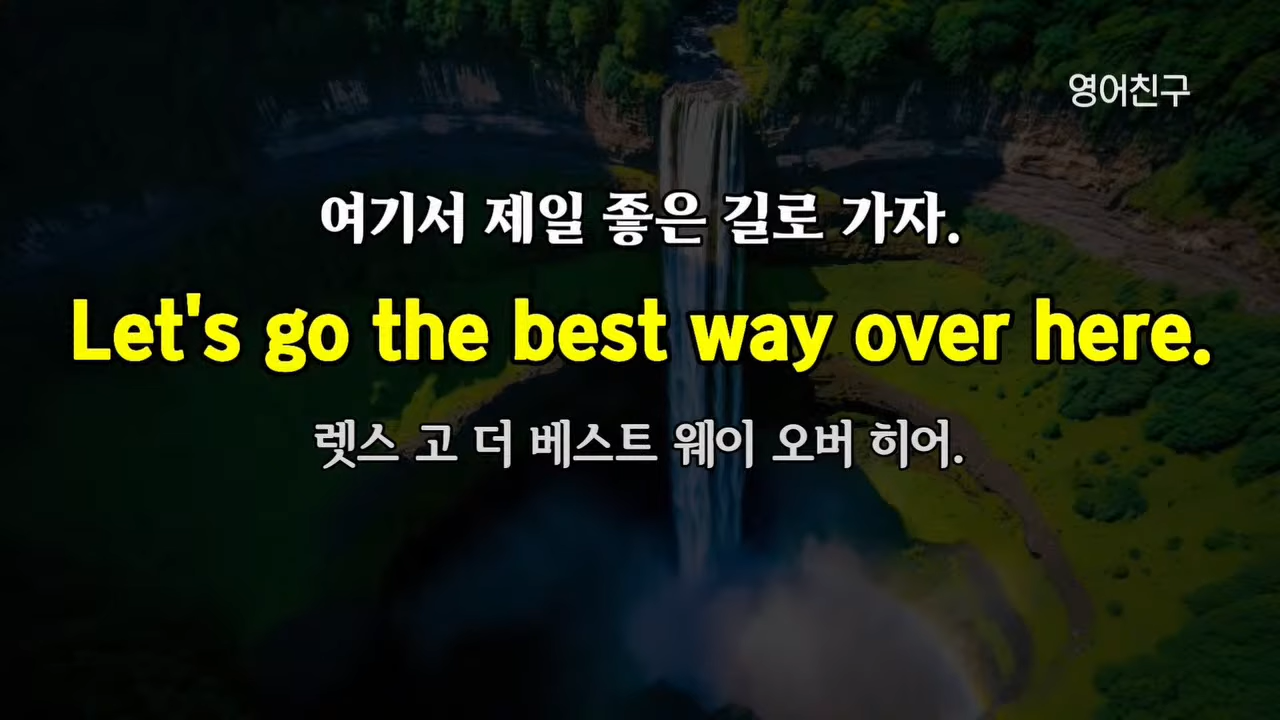 영어친구
여기서 제일 좋은 길로 가자.
Let's go the best way over here.
렛스 고 더 베스트 웨이 오버 히어.